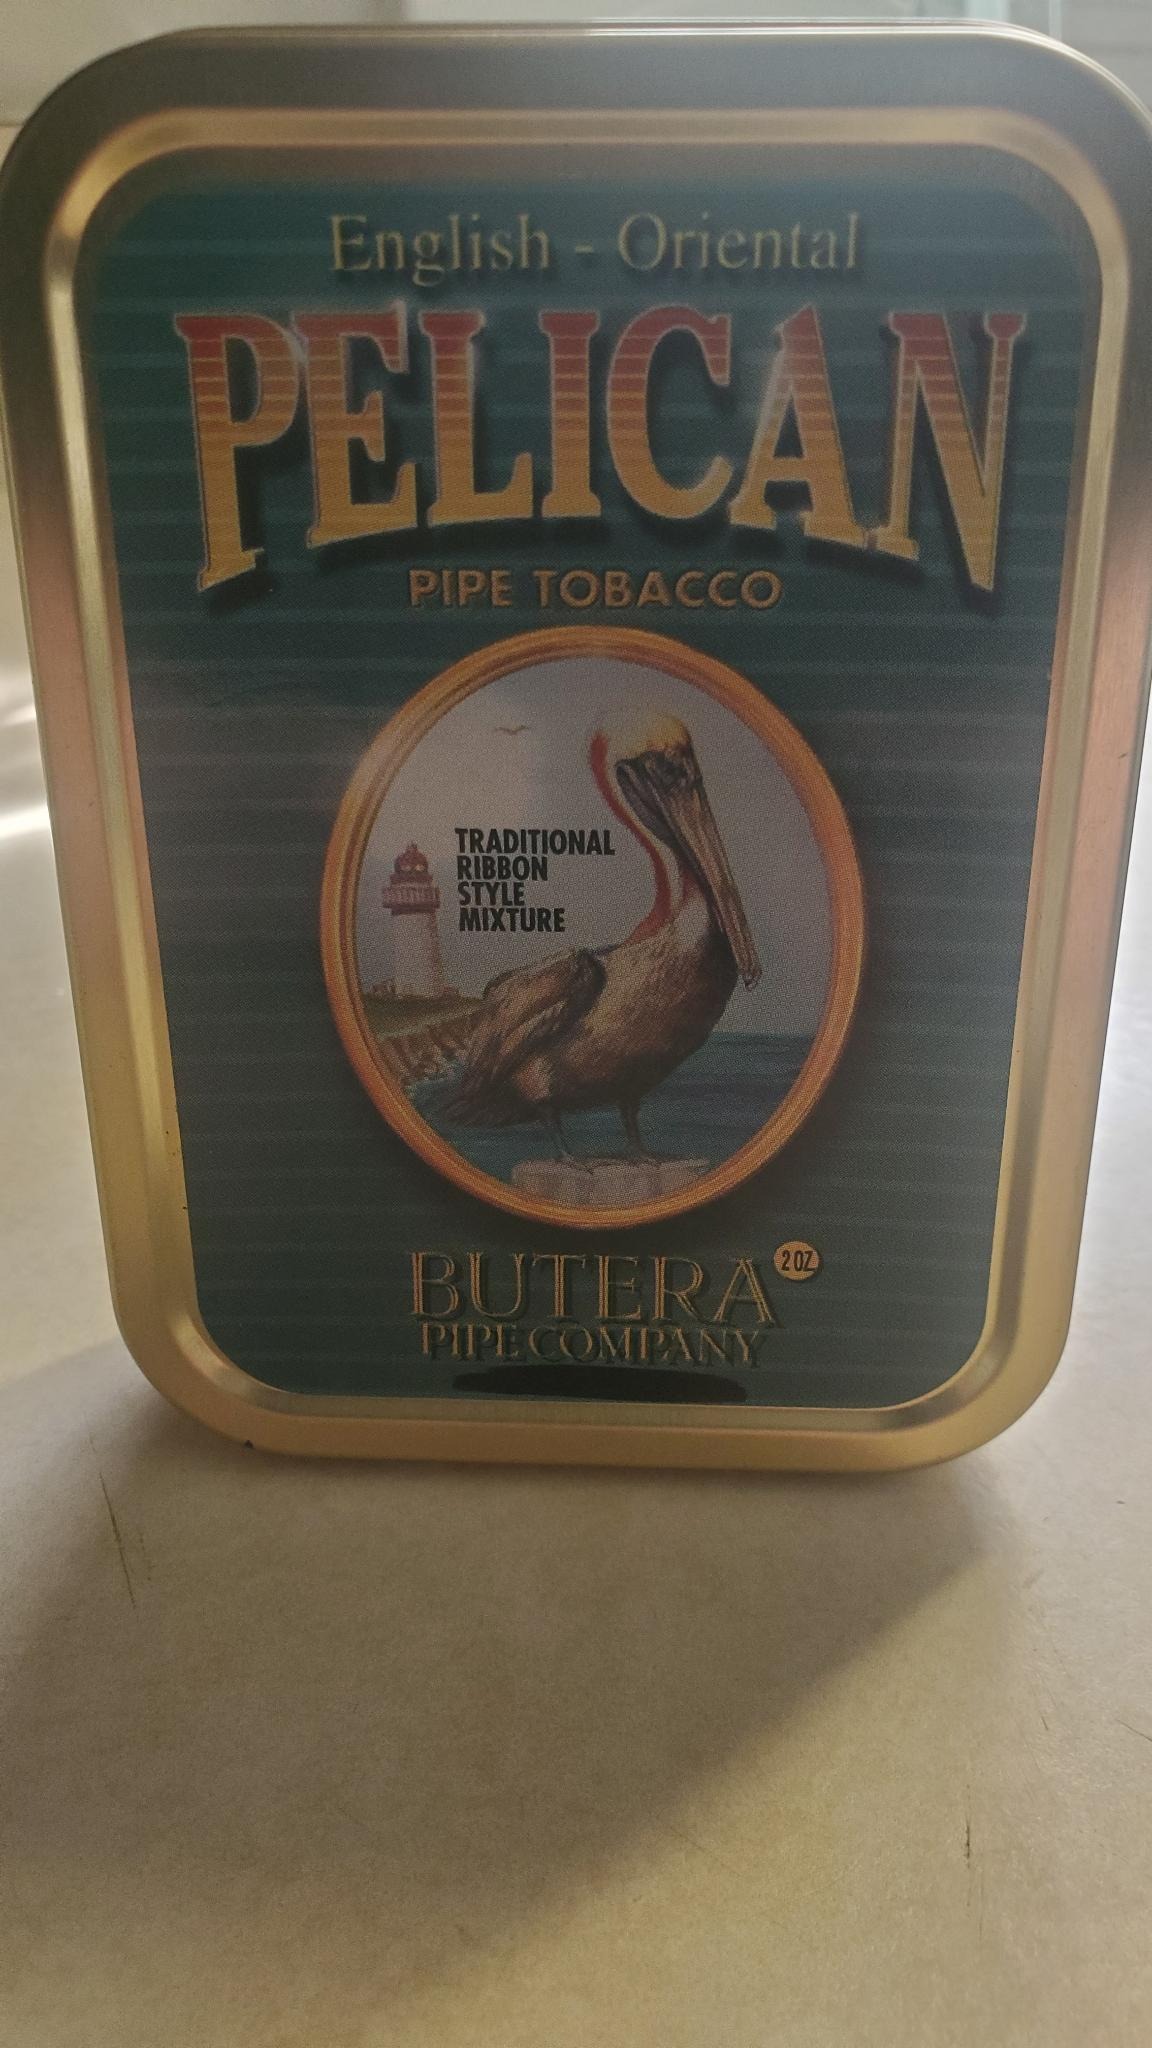 English - Oriental
PELICAN
PIPE TOBACCO
TRADITIONAL
RIBBON
STYLE
MIXTURE
BUTERA 2 OZ
PIPE COMPANY